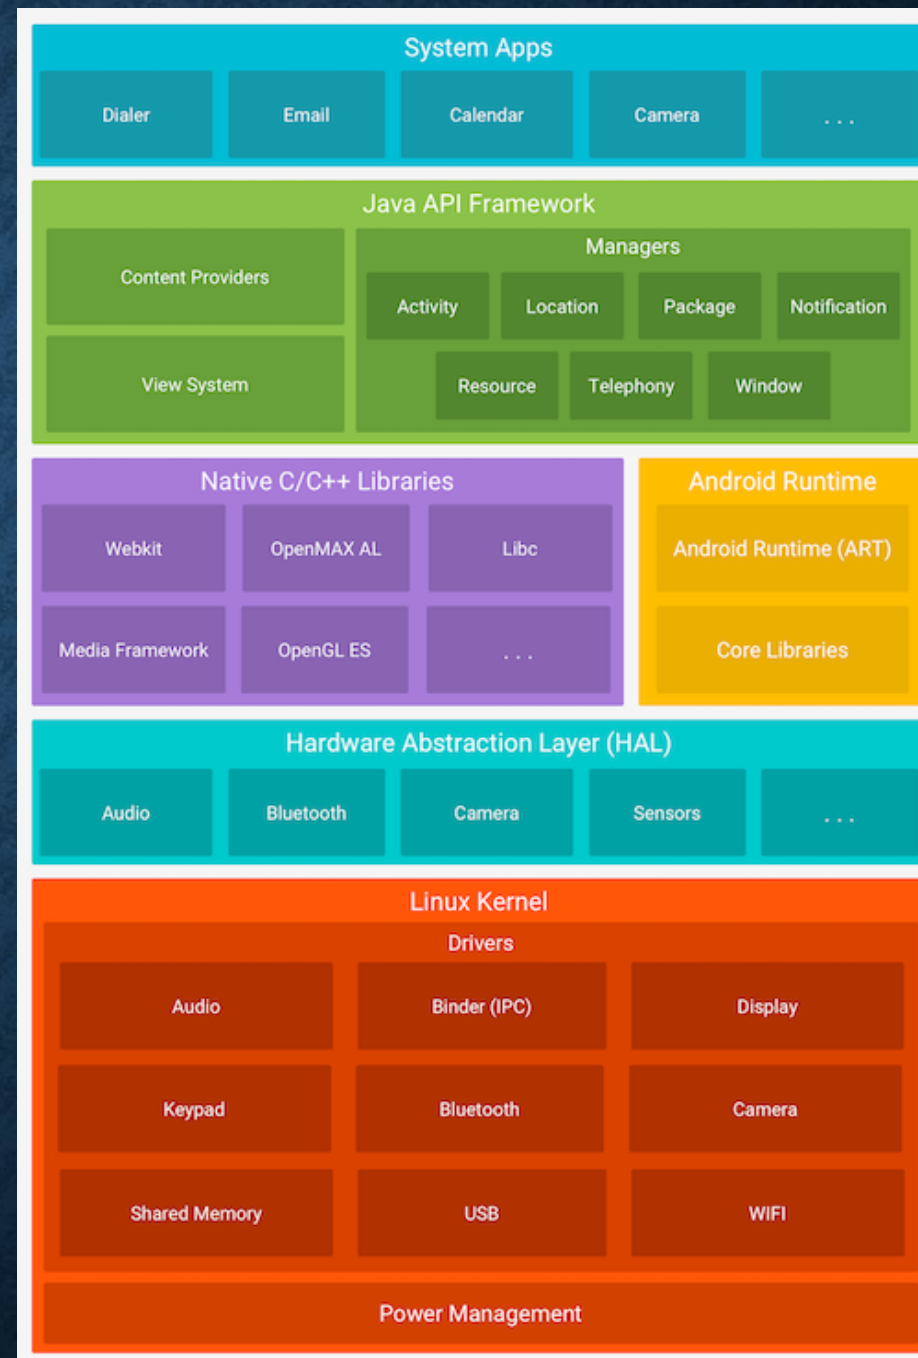 System Apps
Dialer Email Calendar Camera . . .
Java API Framework
Content Providers
View System
Managers
Activity Location Package Notification
Resource Telephony Window
Native C/C++ Libraries
Webkit OpenMAX AL Libc
Media Framework OpenGL ES . . .
Android Runtime
Android Runtime (ART)
Core Libraries
Hardware Abstraction Layer (HAL)
Audio Bluetooth Camera Sensors . . .
Linux Kernel
Drivers
Audio Binder (IPC) Display
Keypad Bluetooth Camera
Shared Memory USB WIFI
Power Management